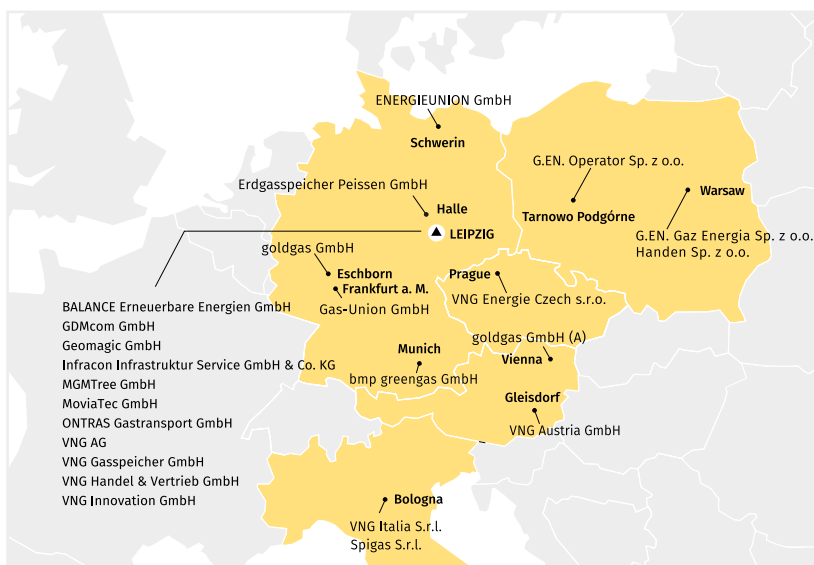 ENERGIEUNION GmbH
Schwerin
G.EN. Operator Sp. z o.o.
Erdgasspeicher Peissen GmbH
Warsaw
Halle
Tarnowo Podgórne
LEIPZIG
G.EN. Gaz Energia Sp. z o.o.
Handen Sp. z o.o.
goldgas GmbH
Eschborn
Prague
Frankfurt a. M.
VNG Energie Czech s.r.o.
Gas-Union GmbH
BALANCE Erneuerbare Energien GmbH
GDMcom GmbH
Geomagic GmbH
Infracon Infrastruktur Service GmbH & Co. KG
MGMTree GmbH
MoviaTec GmbH
ONTRAS Gastransport GmbH
VNG AG
VNG Gasspeicher GmbH
VNG Handel & Vertrieb GmbH
VNG Innovation GmbH
goldgas GmbH (A)
Munich
Vienna
bmp greengas GmbH
Gleisdorf
VNG Austria GmbH
Bologna
VNG Italia S.r.l.
Spigas S.r.l.